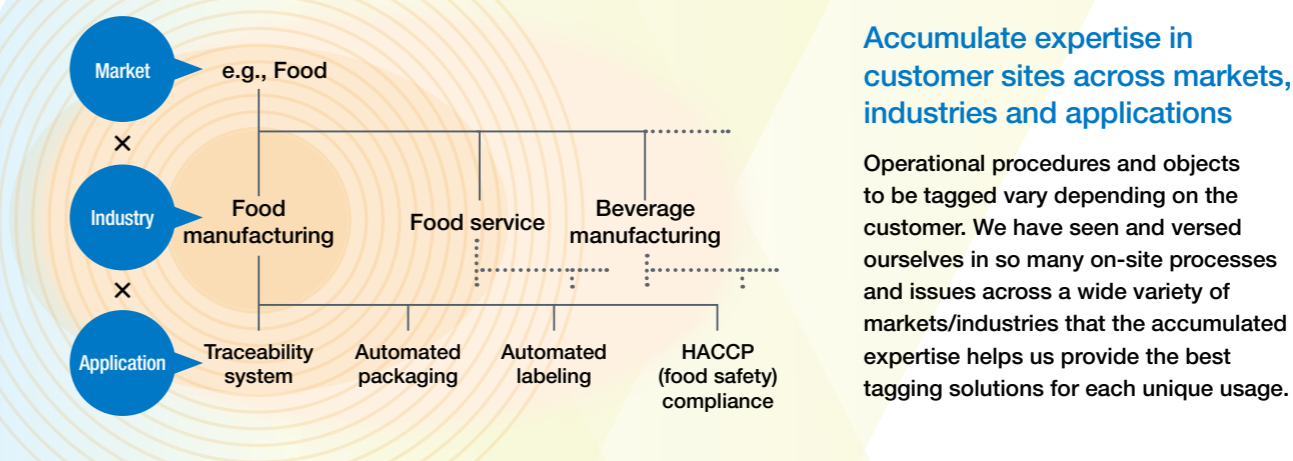 Market
e.g., Food
×
Industry
Food
manufacturing
Food service
Beverage
manufacturing
×
Application
Traceability
system
Automated
packaging
Automated
labeling
HACCP
(food safety)
compliance
Accumulate expertise in
customer sites across markets,
industries and applications
Operational procedures and objects
to be tagged vary depending on the
customer. We have seen and versed
ourselves in so many on-site processes
and issues across a wide variety of
markets/industries that the accumulated
expertise helps us provide the best
tagging solutions for each unique usage.